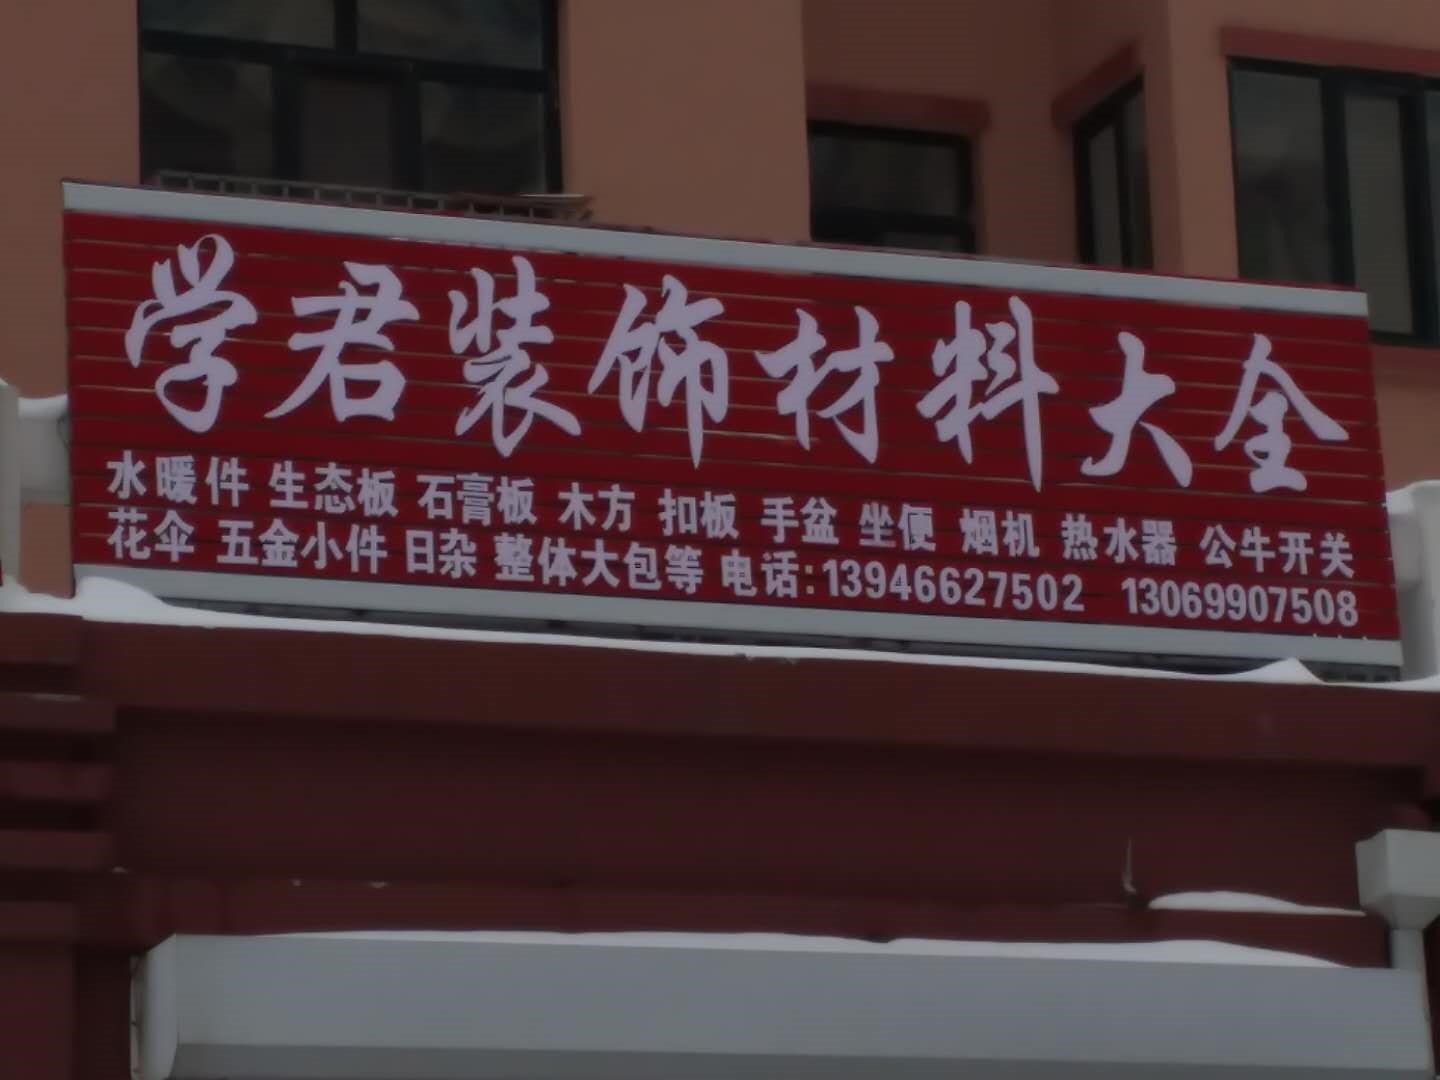 学君装饰材料大全
水暖件 生态板 石膏板 木方 扣板 手盆 坐便 烟机 热水器 公牛开关
花伞 五金小件 日杂 整体大包等 电话:13946627502 13069907508